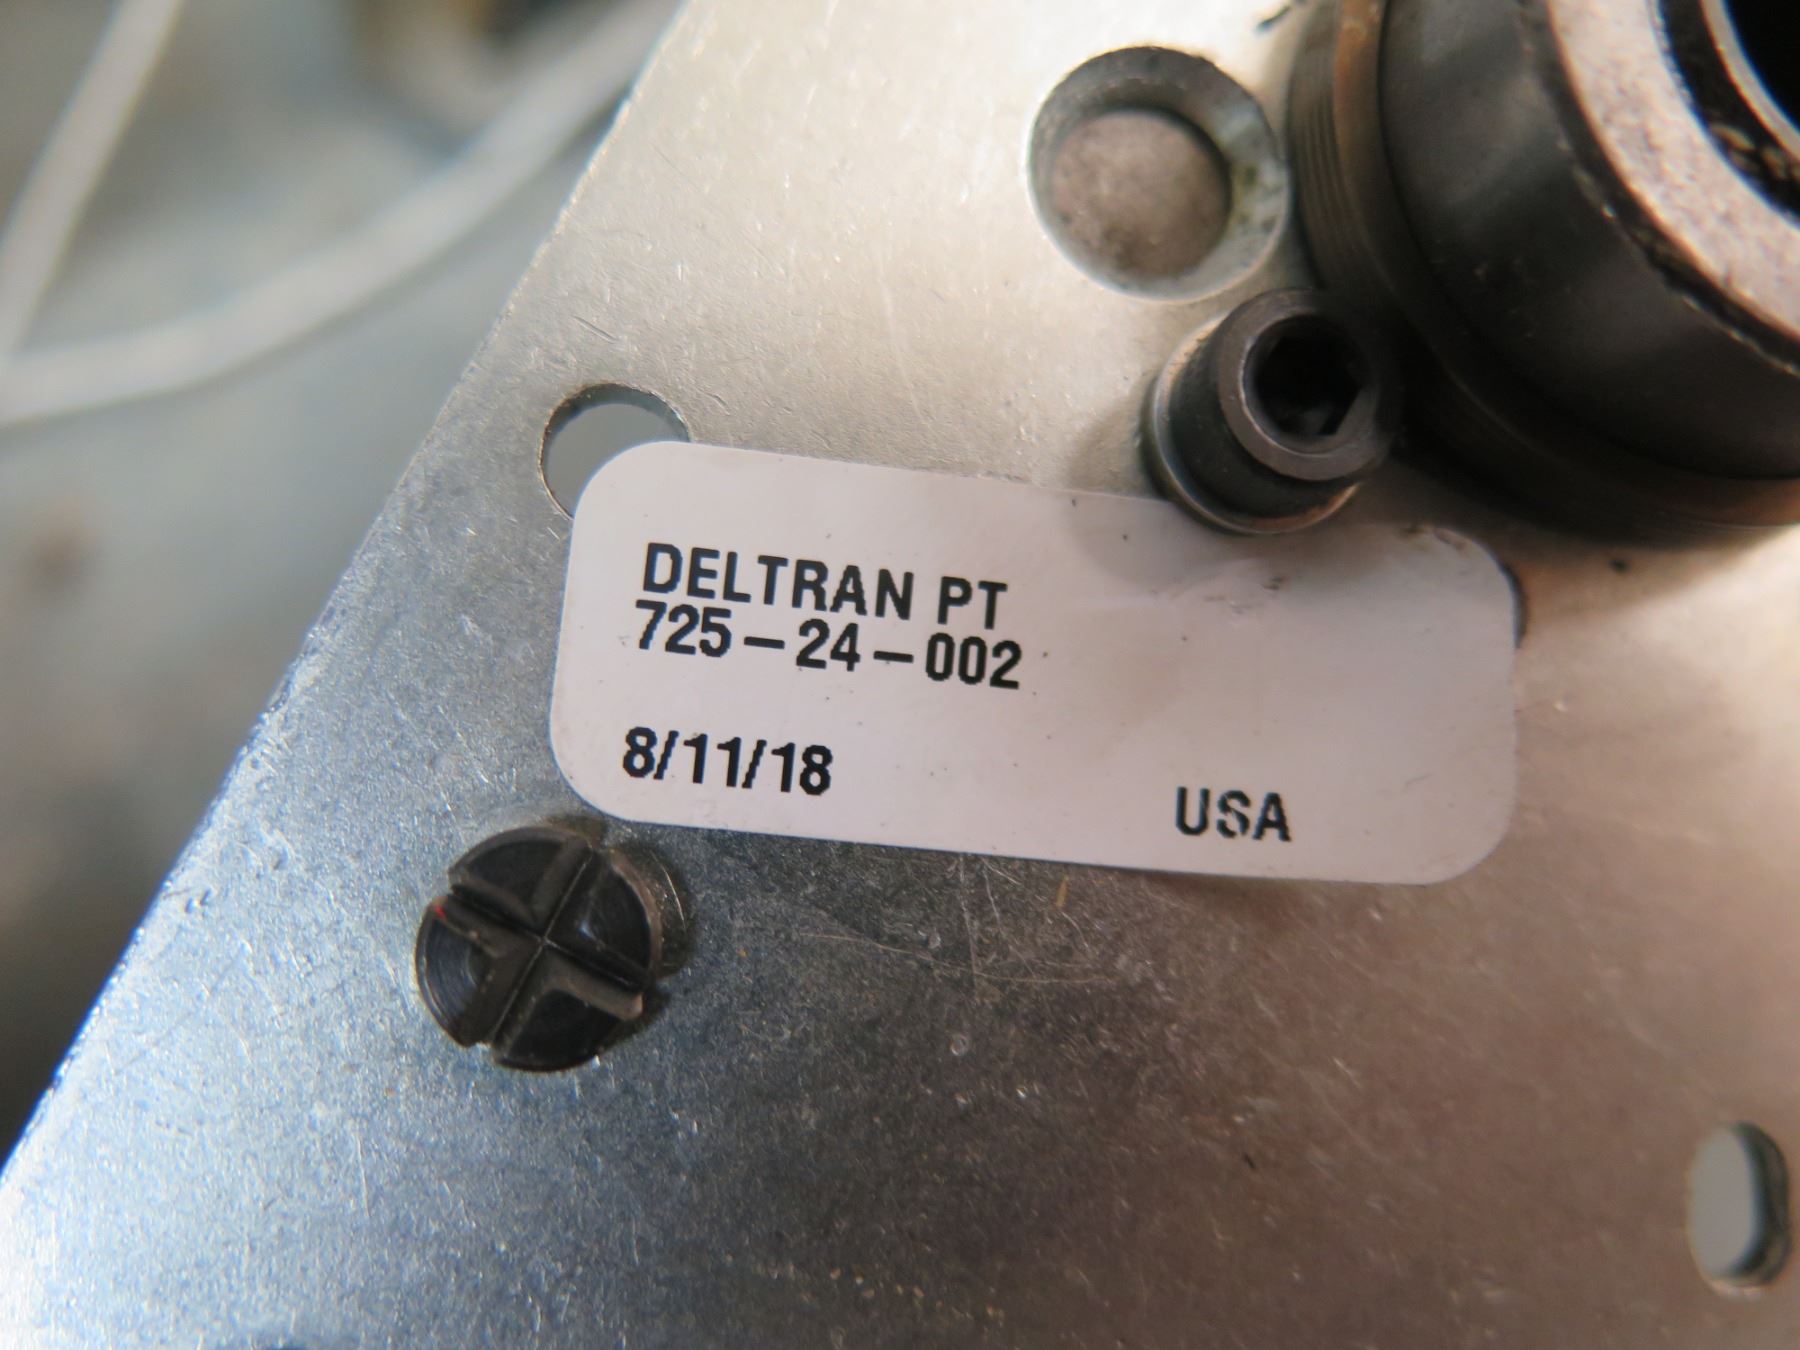 DELTRAN PT
725-24-002
8/11/18
USA